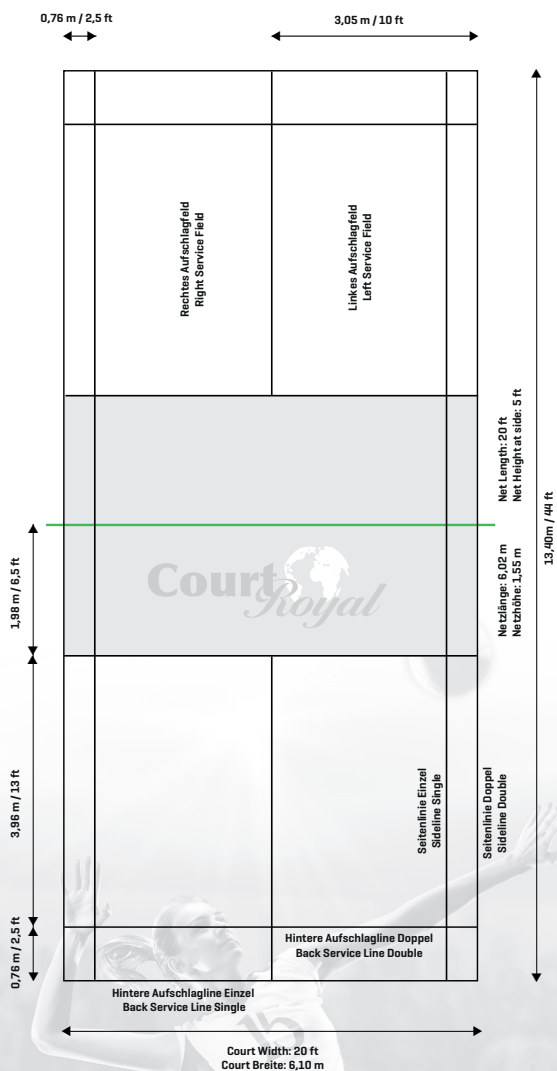 0,76 m / 2,5 ft
3,05 m / 10 ft
Rechtes Aufschlagfeld
Right Service Field
Linkes Aufschlagfeld
Left Service Field
Net Length: 20 ft
Net Height at side: 5 ft
13,40m / 44 ft
1,98 m / 6,5 ft
Court
Royal
Netzlänge: 6,02 m
Netzhöhe: 1,55 m
3,96 m / 13 ft
Seitenlinie Einzel
Sideline Single
Seitenlinie Doppel
Sideline Double
0,76 m / 2,5 ft
Hintere Aufschlagline Doppel
Back Service Line Double
Hintere Aufschlagline Einzel
Back Service Line Single
15
Court Width: 20 ft
Court Breite: 6,10 m